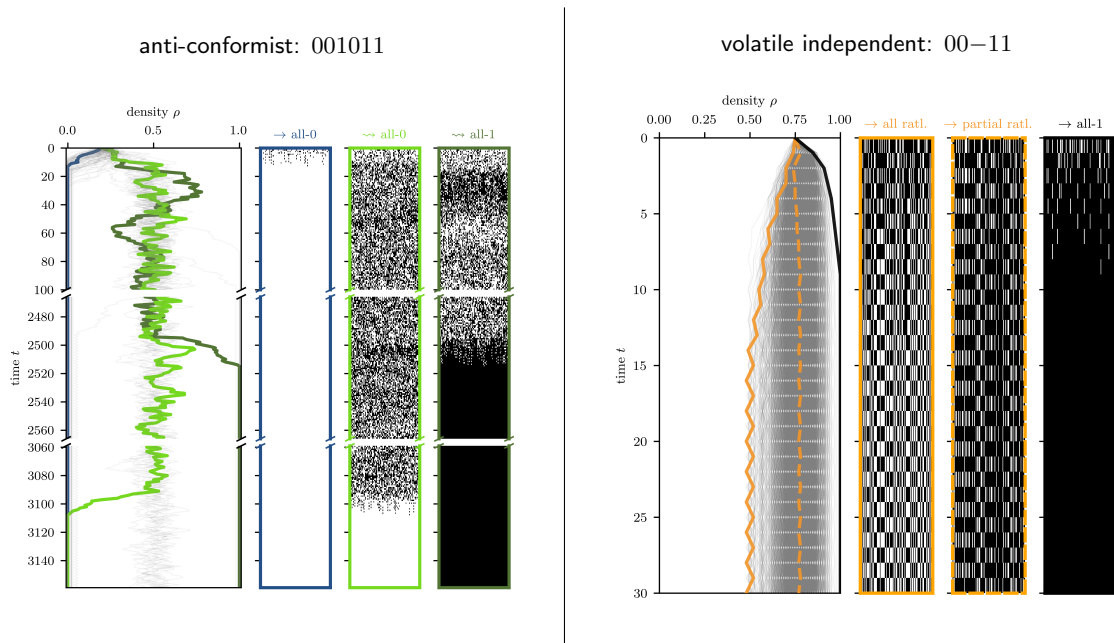 anti-conformist: 001011
density ρ
0.0 0.5 1.0
→ all-0
⇝ all-0
⇝ all-1
time t
0
20
40
60
80
100
2480
2500
2520
2540
2560
3060
3080
3100
3120
3140
volatile independent: 00−11
density ρ
0.00 0.25 0.50 0.75 1.00
→ all ratl.
→ partial ratl.
→ all-1
time t
0
5
10
15
20
25
30